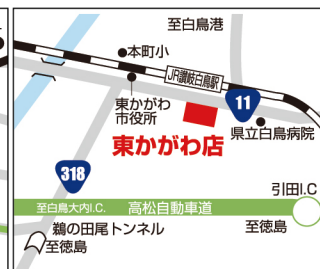 至白鳥港
本町小
JR讃岐白鳥駅
東かがわ
市役所
11
県立白鳥病院
東かがわ店
318
引田I.C
至白鳥大内I.C.
高松自動車道
鵜の田尾トンネル
至徳島
至徳島